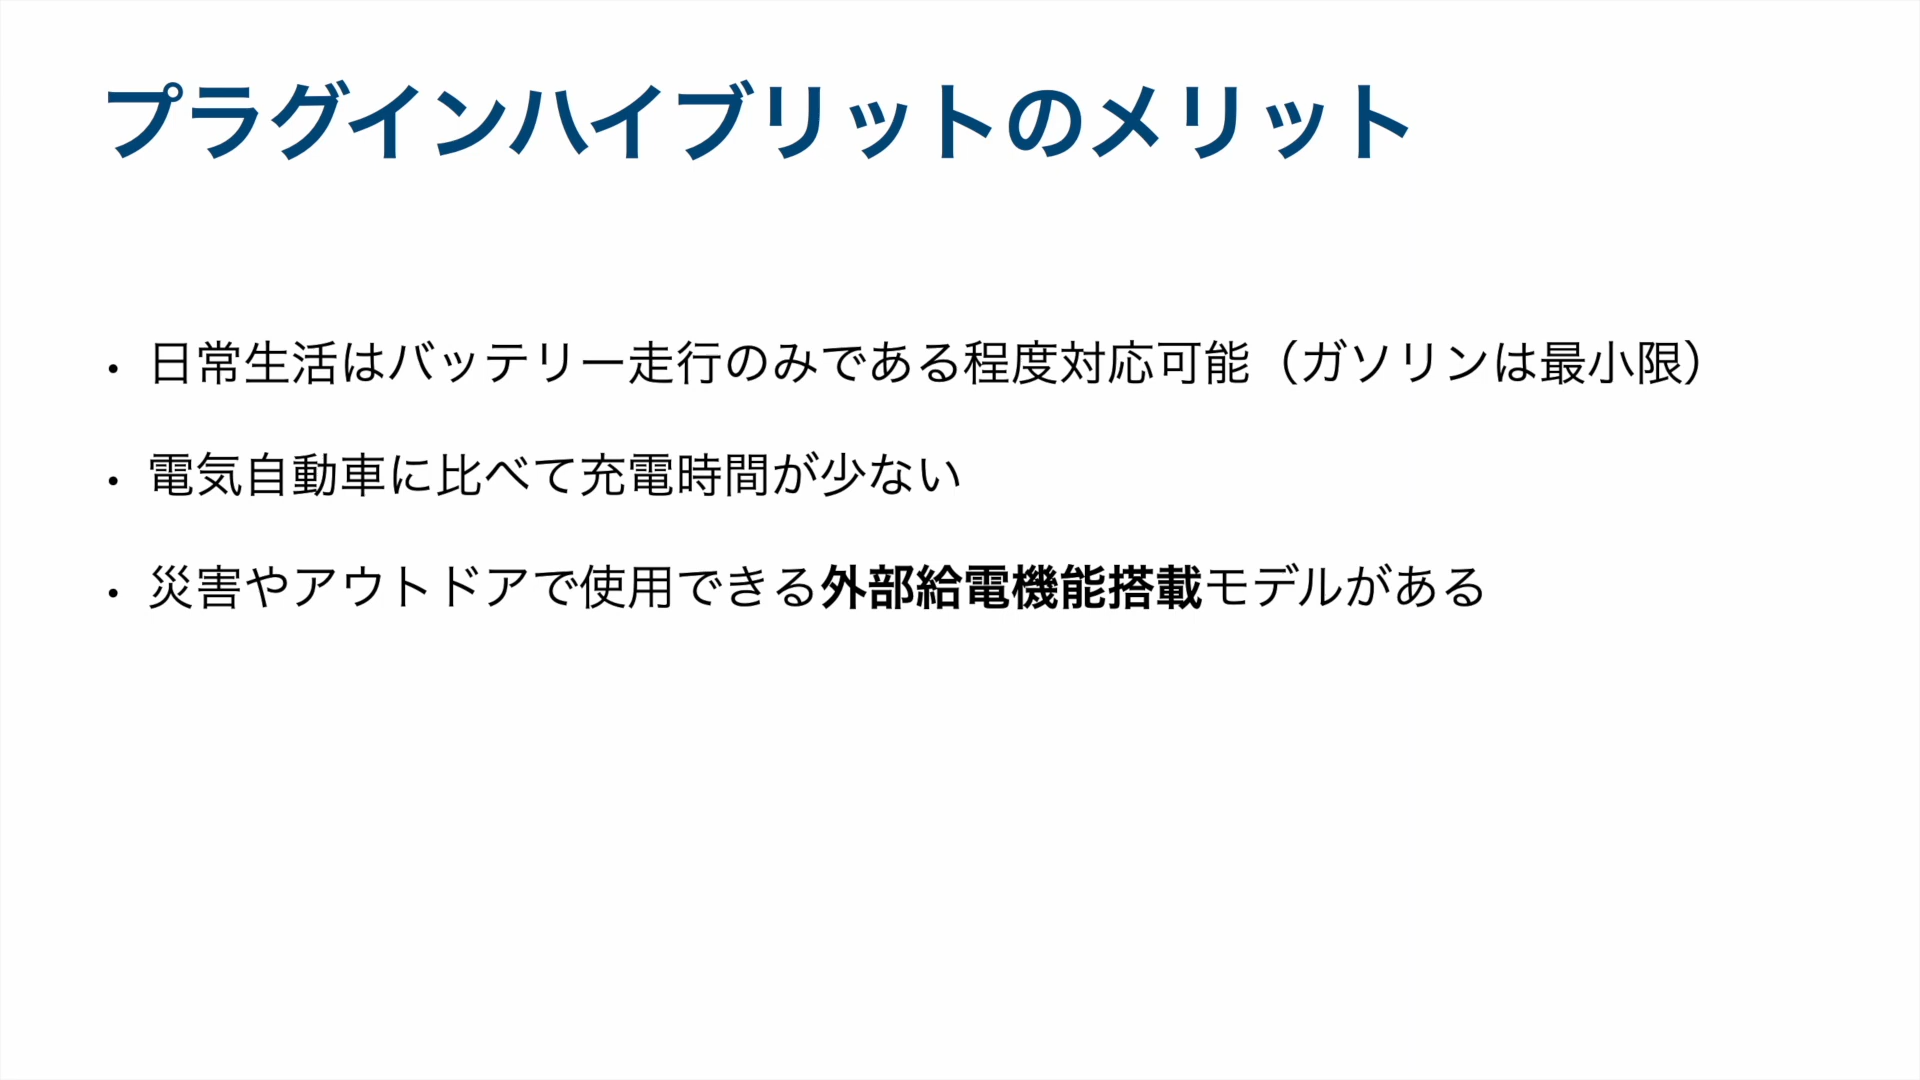 プラグインハイブリットのメリット
・日常生活はバッテリー走行のみである程度対応可能（ガソリンは最小限）
・電気自動車に比べて充電時間が少ない
・災害やアウトドアで使用できる外部給電機能搭載モデルがある